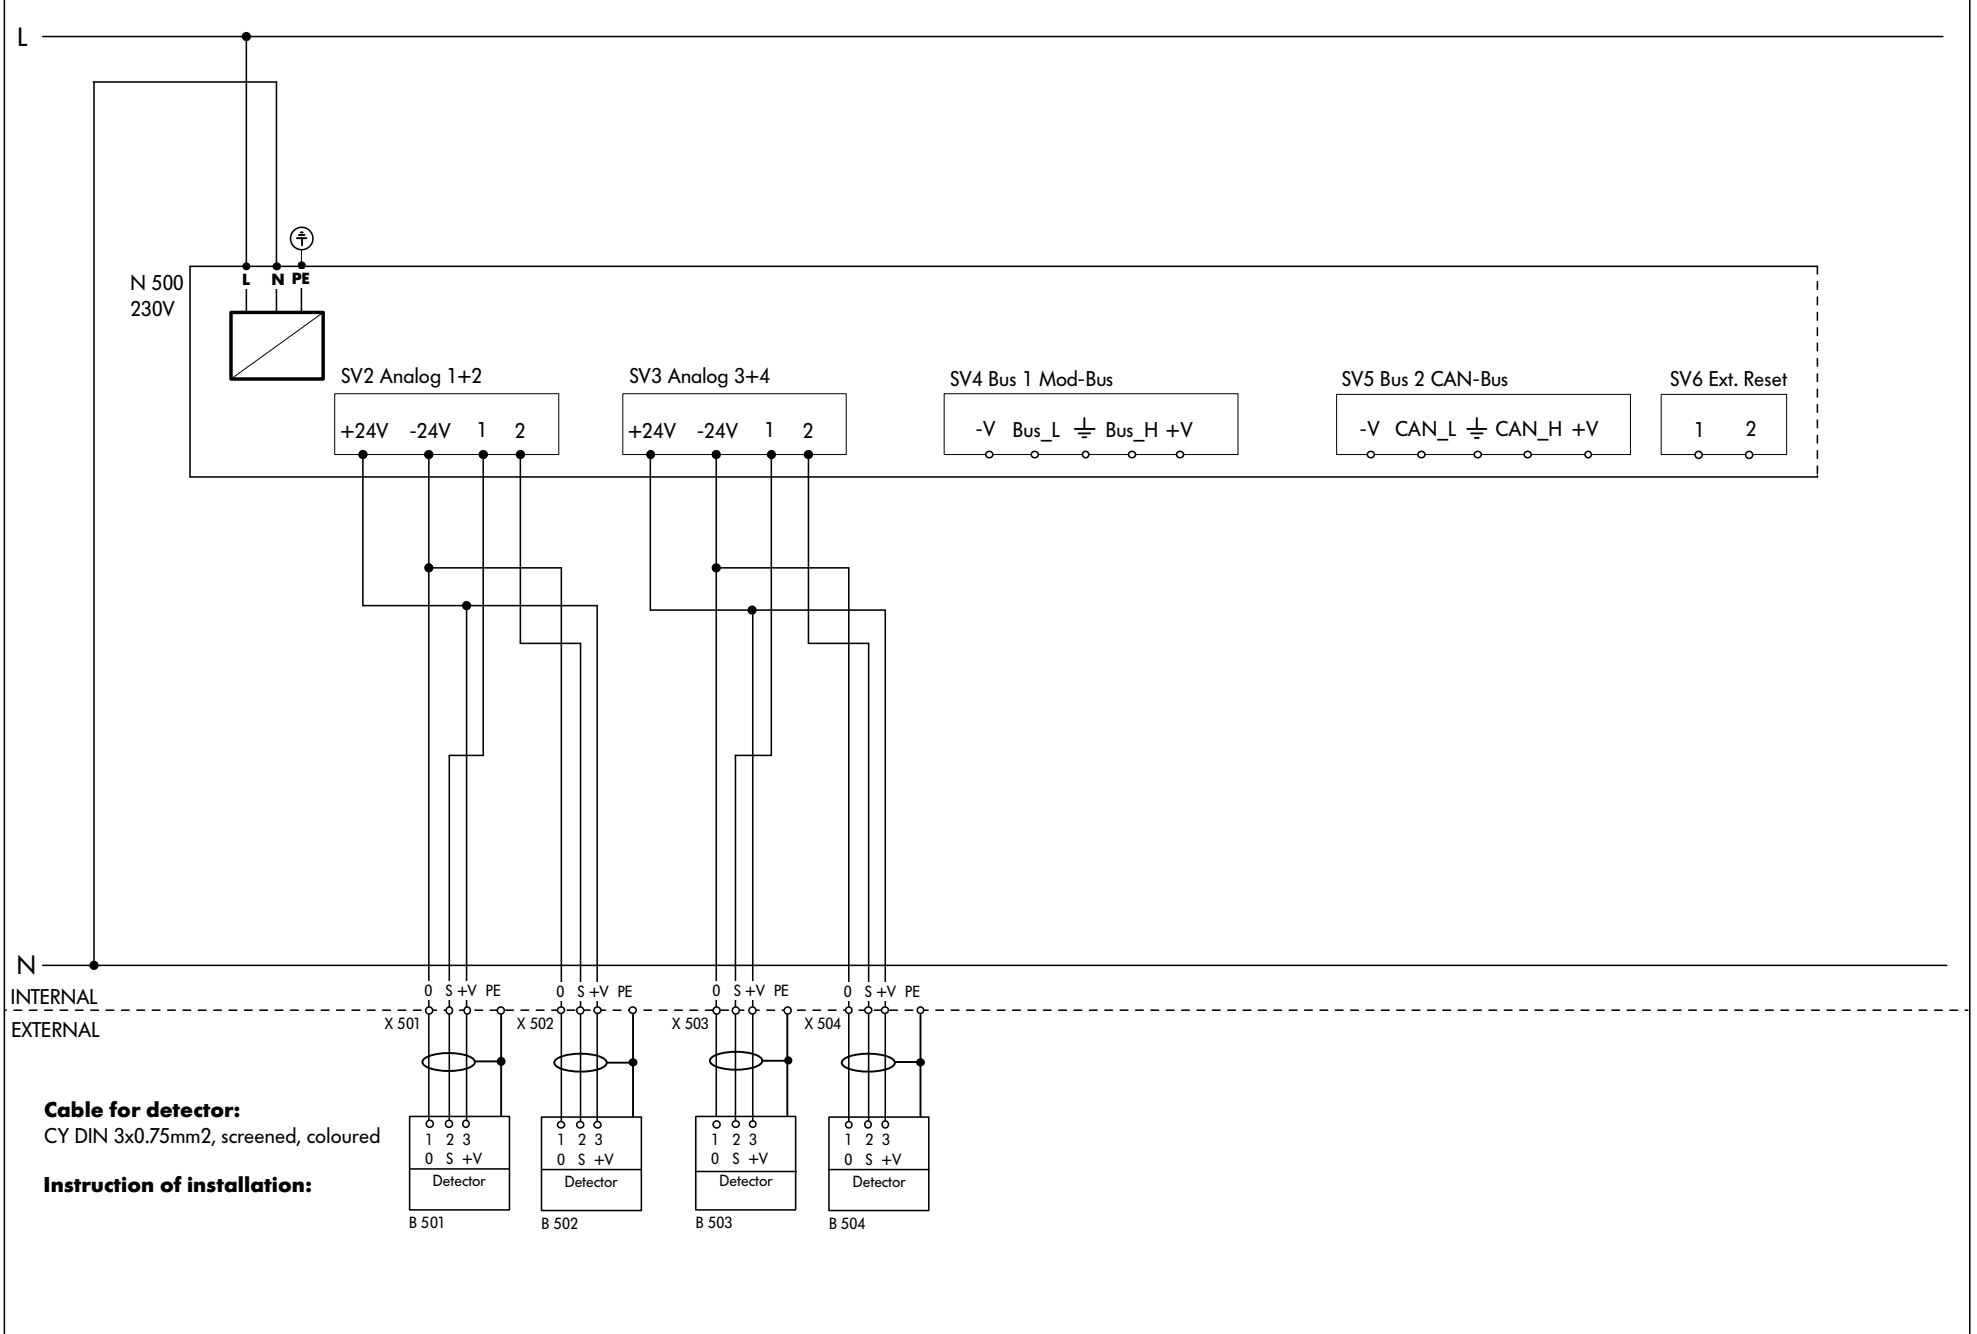 L
L N PE
N 500
230V
SV2 Analog 1+2
SV3 Analog 3+4
SV4 Bus 1 Mod-Bus
SV5 Bus 2 CAN-Bus
SV6 Ext. Reset
+24V -24V 1 2
+24V -24V 1 2
-V Bus_L Bus_H +V
-V CAN_L CAN_H +V
1 2
N
INTERNAL
0 S +V PE
0 S +V PE
0 S +V PE
0 S +V PE
EXTERNAL
X 501
X 502
X 503
X 504
Cable for detector:
CY DIN 3x0.75mm2, screened, coloured
Instruction of installation:
1 2 3
0 S +V
Detector
B 501
1 2 3
0 S +V
Detector
B 502
1 2 3
0 S +V
Detector
B 503
1 2 3
0 S +V
Detector
B 504